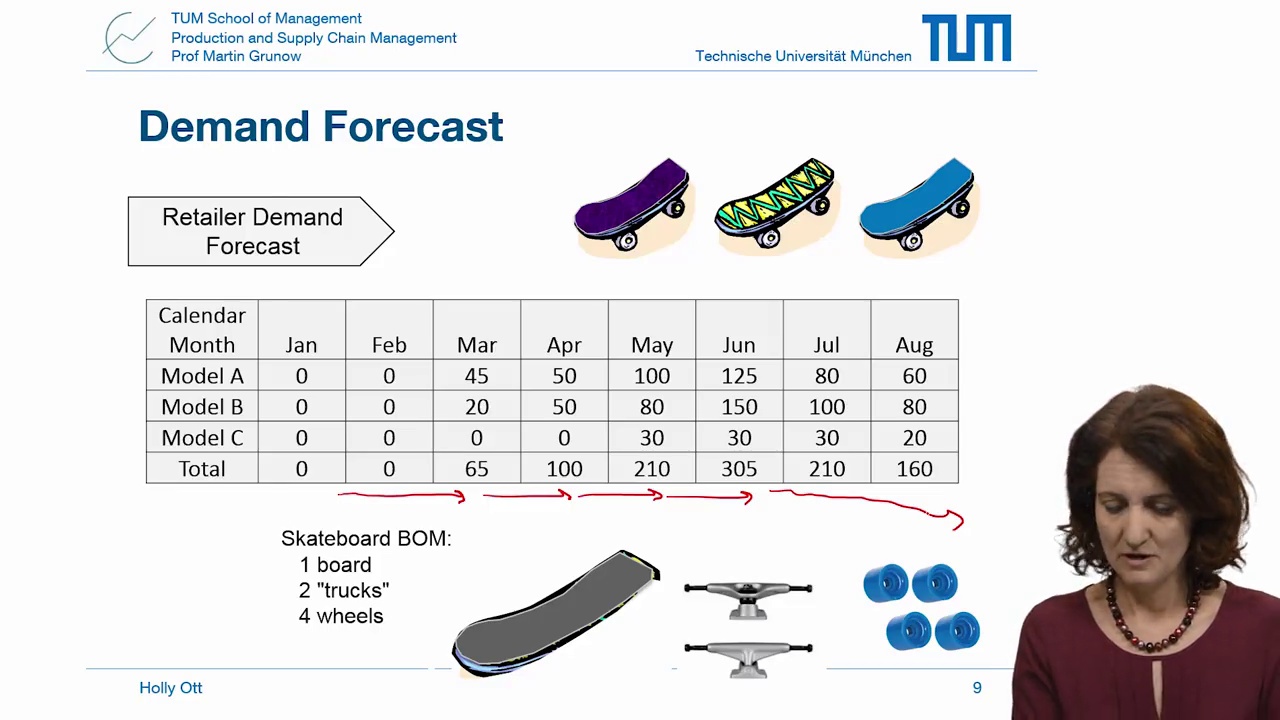 TUM School of Management
Production and Supply Chain Management
Prof Martin Grunow
Technische Universität München
TUM
Demand Forecast
Retailer Demand
Forecast
Calendar
Month Jan Feb Mar Apr May Jun Jul Aug
Model A 0 0 45 50 100 125 80 60
Model B 0 0 20 50 80 150 100 80
Model C 0 0 0 0 30 30 30 20
Total 0 0 65 100 210 305 210 160
Skateboard BOM:
1 board
2 "trucks"
4 wheels
Holly Ott
9